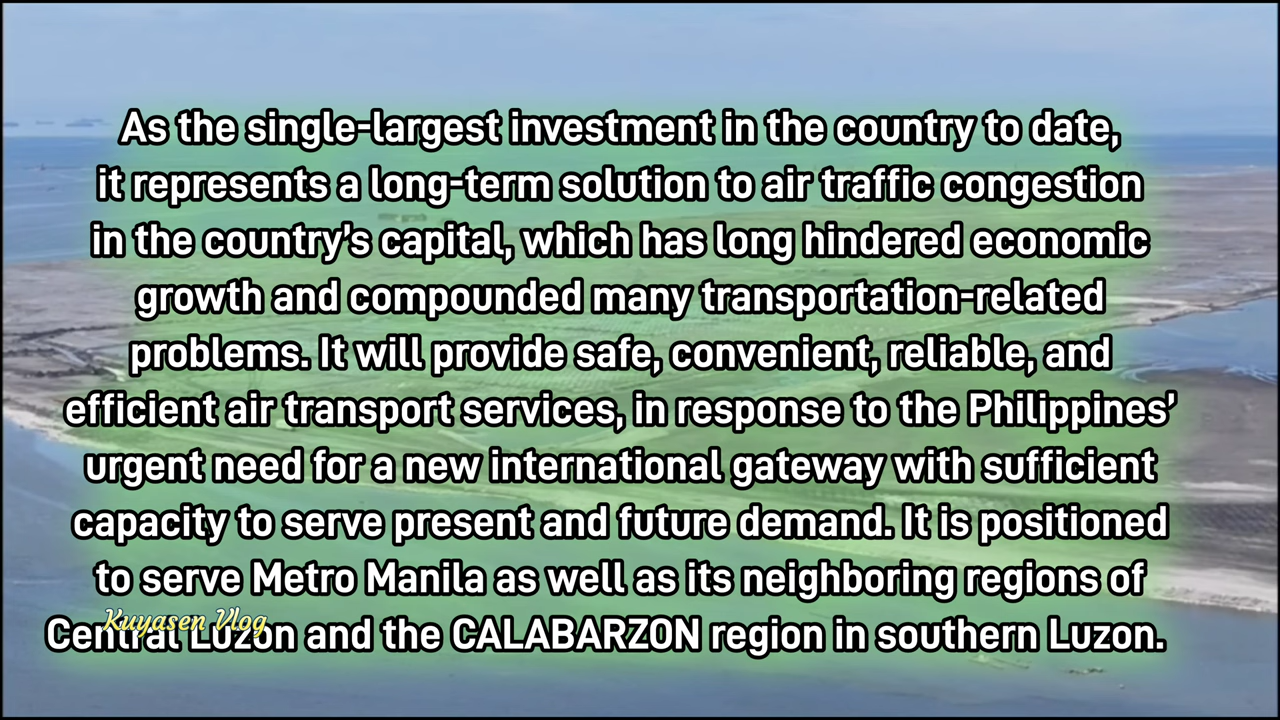 As the single-largest investment in the country to date,
it represents a long-term solution to air traffic congestion
in the country's capital, which has long hindered economic
growth and compounded many transportation-related
problems. It will provide safe, convenient, reliable, and
efficient air transport services, in response to the Philippines'
urgent need for a new international gateway with sufficient
capacity to serve present and future demand. It is positioned
to serve Metro Manila as well as its neighboring regions of
Kuyasen Vlog
Central Luzon and the CALABARZON region in southern Luzon.